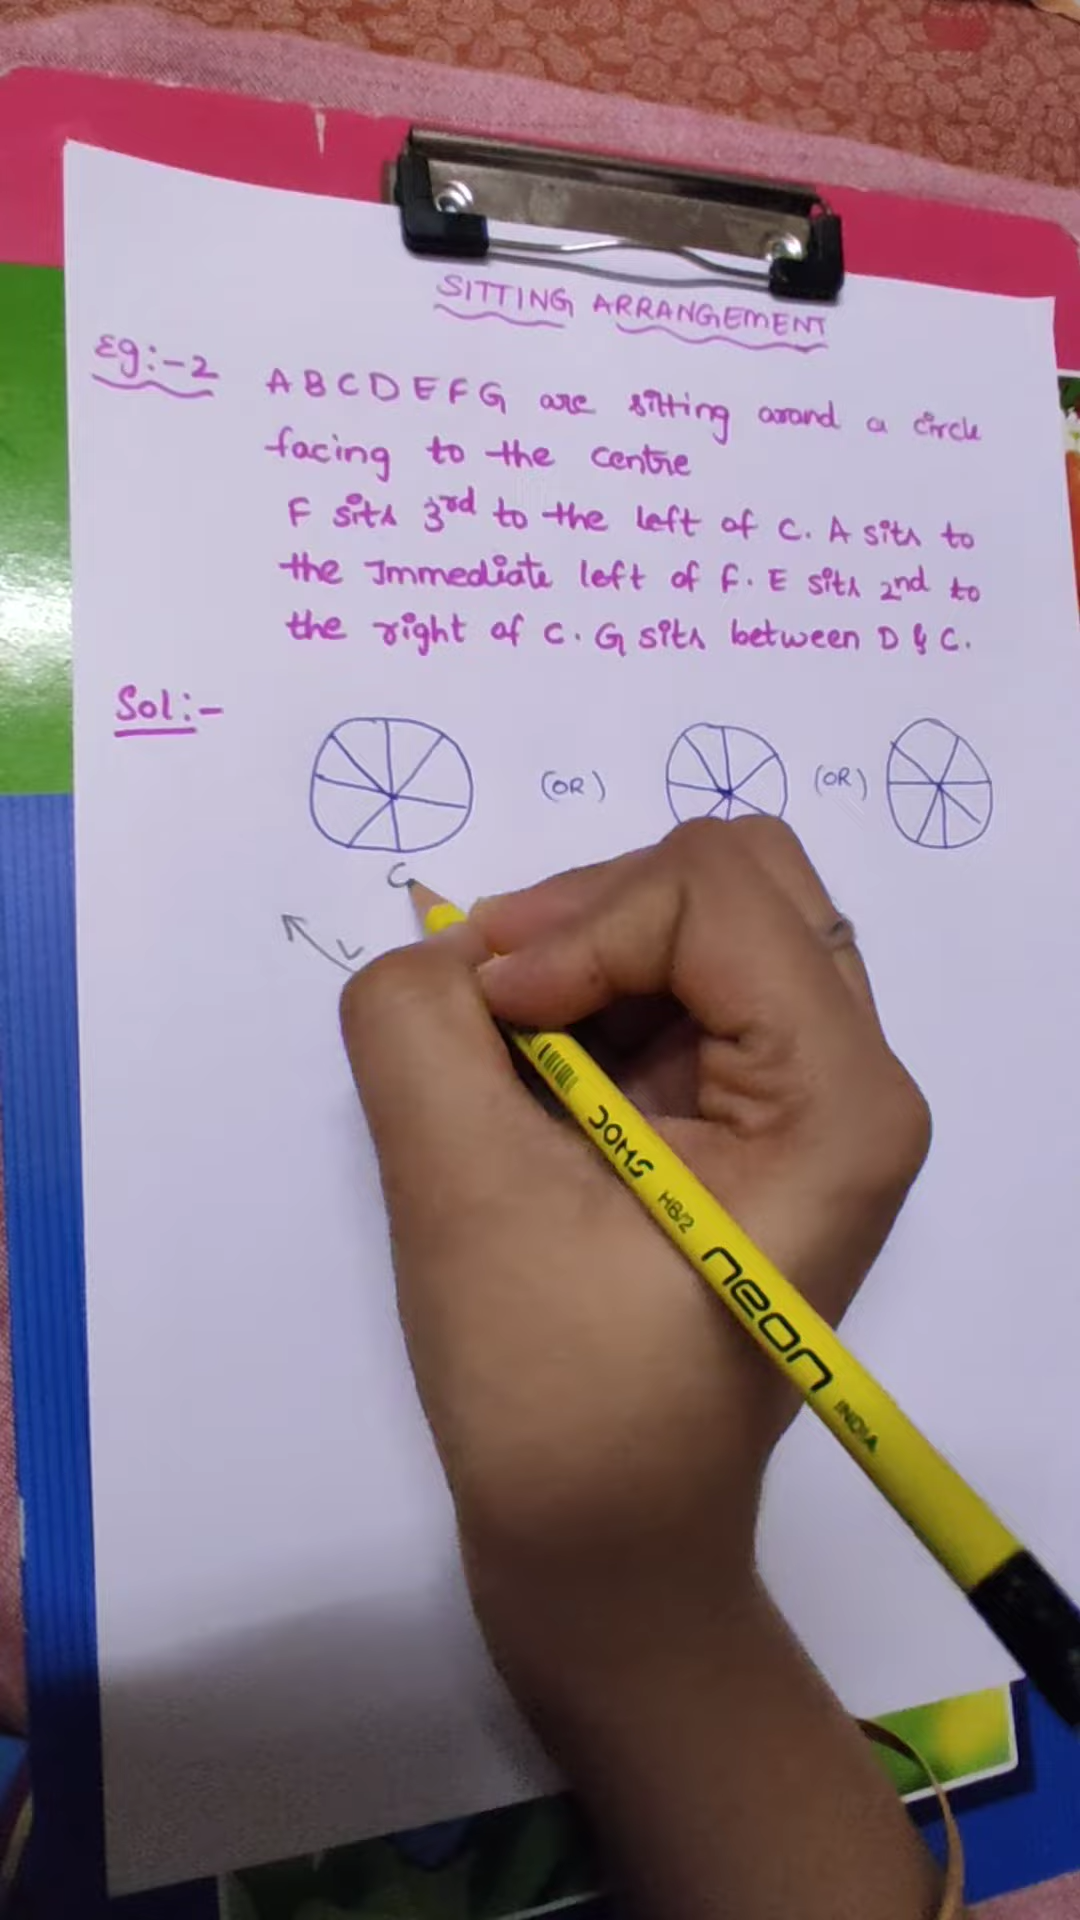 SITTING ARRANGEMENT
Eg:-2 A B C D E F G are sitting around a circle
facing to the centre
F sits 3rd to the left of C. A sits to
the Immediate left of F. E sits 2nd to
the right of C. G sits between D & C.
Sol:-
(OR) (OR)
C
L
DOMS HB/2 neon INDIA